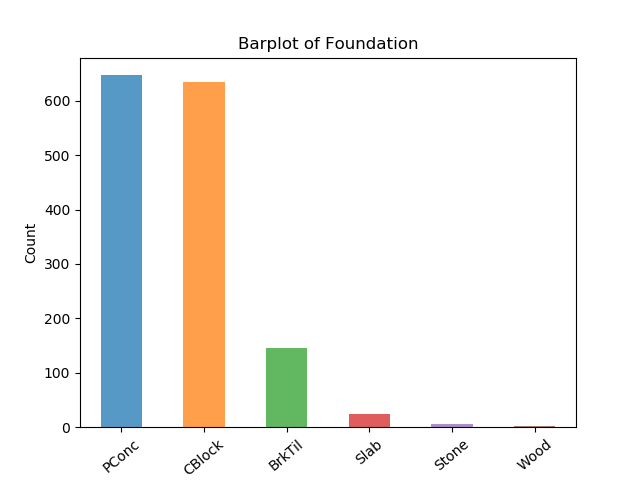 Barplot of Foundation
Count
600
500
400
300
200
100
0
PConc
CBlock
BrkTil
Slab
Stone
Wood